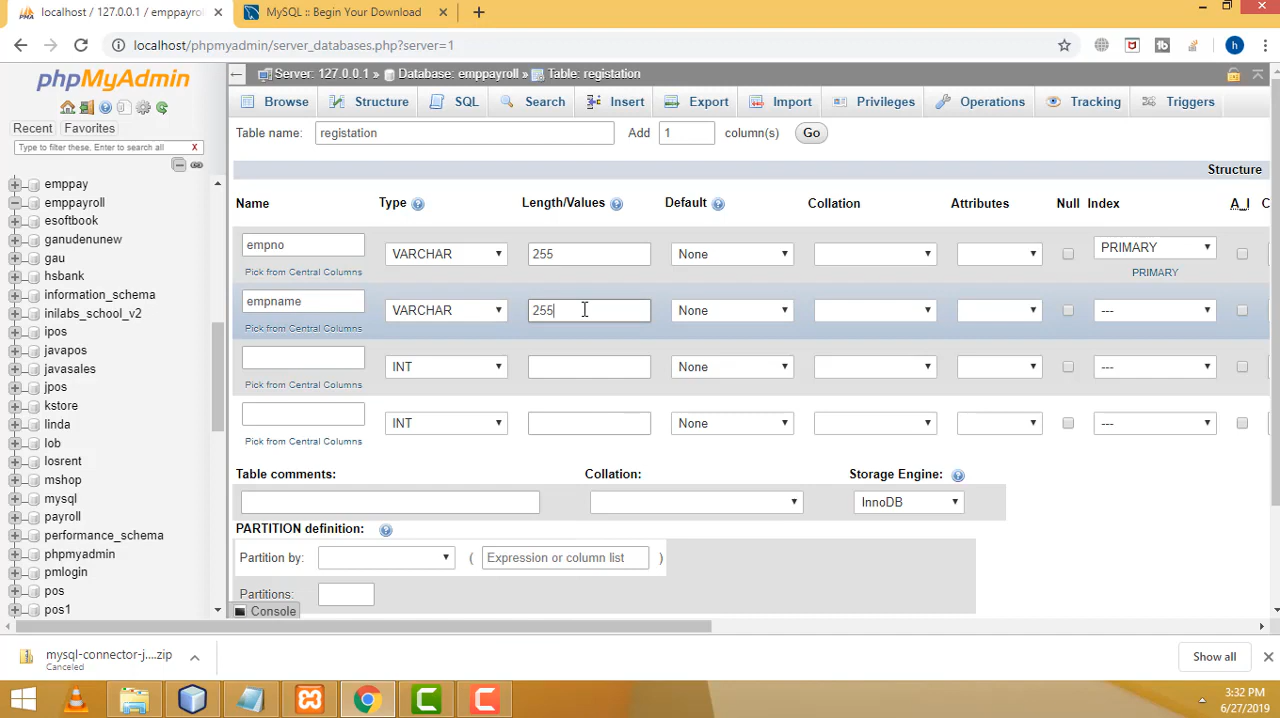 localhost / 127.0.0.1 / emppayro
MySQL :: Begin Your Download
localhost/phpmyadmin/server_databases.php?server=1
phpMyAdmin
Recent
Favorites
Type to filter these, Enter to search all
X
emppay
emppayroll
esoftbook
ganudenunew
gau
hsbank
information_schema
inilabs_school_v2
ipos
javapos
javasales
jpos
kstore
linda
lob
losrent
mshop
mysql
payroll
performance_schema
phpmyadmin
pmlogin
pos
pos1
Server: 127.0.0.1 » Database: emppayroll » Table: registation
Browse Structure SQL Search Insert Export Import Privileges Operations Tracking Triggers
Table name: registation Add 1 column(s) Go
Structure
Name Type Length/Values Default Collation Attributes Null Index A_I C
empno VARCHAR 255 None PRIMARY
Pick from Central Columns PRIMARY
empname VARCHAR 255 None ---
Pick from Central Columns
INT None ---
Pick from Central Columns
INT None ---
Pick from Central Columns
Table comments: Collation: Storage Engine:
InnoDB
PARTITION definition:
Partition by: ( Expression or column list )
Partitions:
Console
mysql-connector-j....zip
Canceled
Show all
3:32 PM
6/27/2019